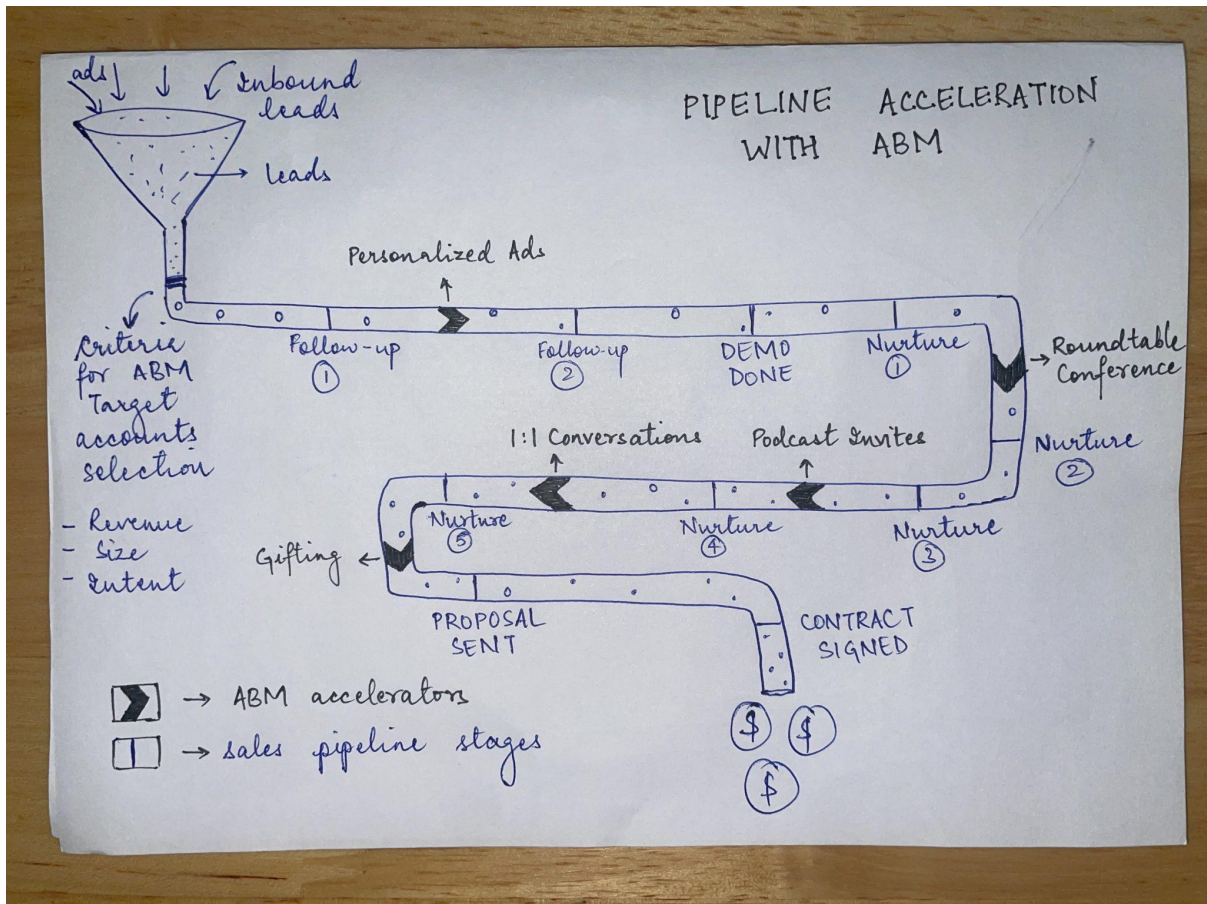 PIPELINE ACCELERATION
WITH ABM
ads
Inbound
leads
leads
Criteria
for ABM
Target
accounts
selection
- Revenue
- Size
- Intent
Personalized Ads
Follow-up
1
Follow-up
2
DEMO
DONE
Nurture
1
Roundtable
Conference
Nurture
2
Nurture
3
Podcast Invites
Nurture
4
1:1 Conversations
Nurture
5
Gifting
PROPOSAL
SENT
CONTRACT
SIGNED
$ $
$
→ ABM accelerators
→ sales pipeline stages